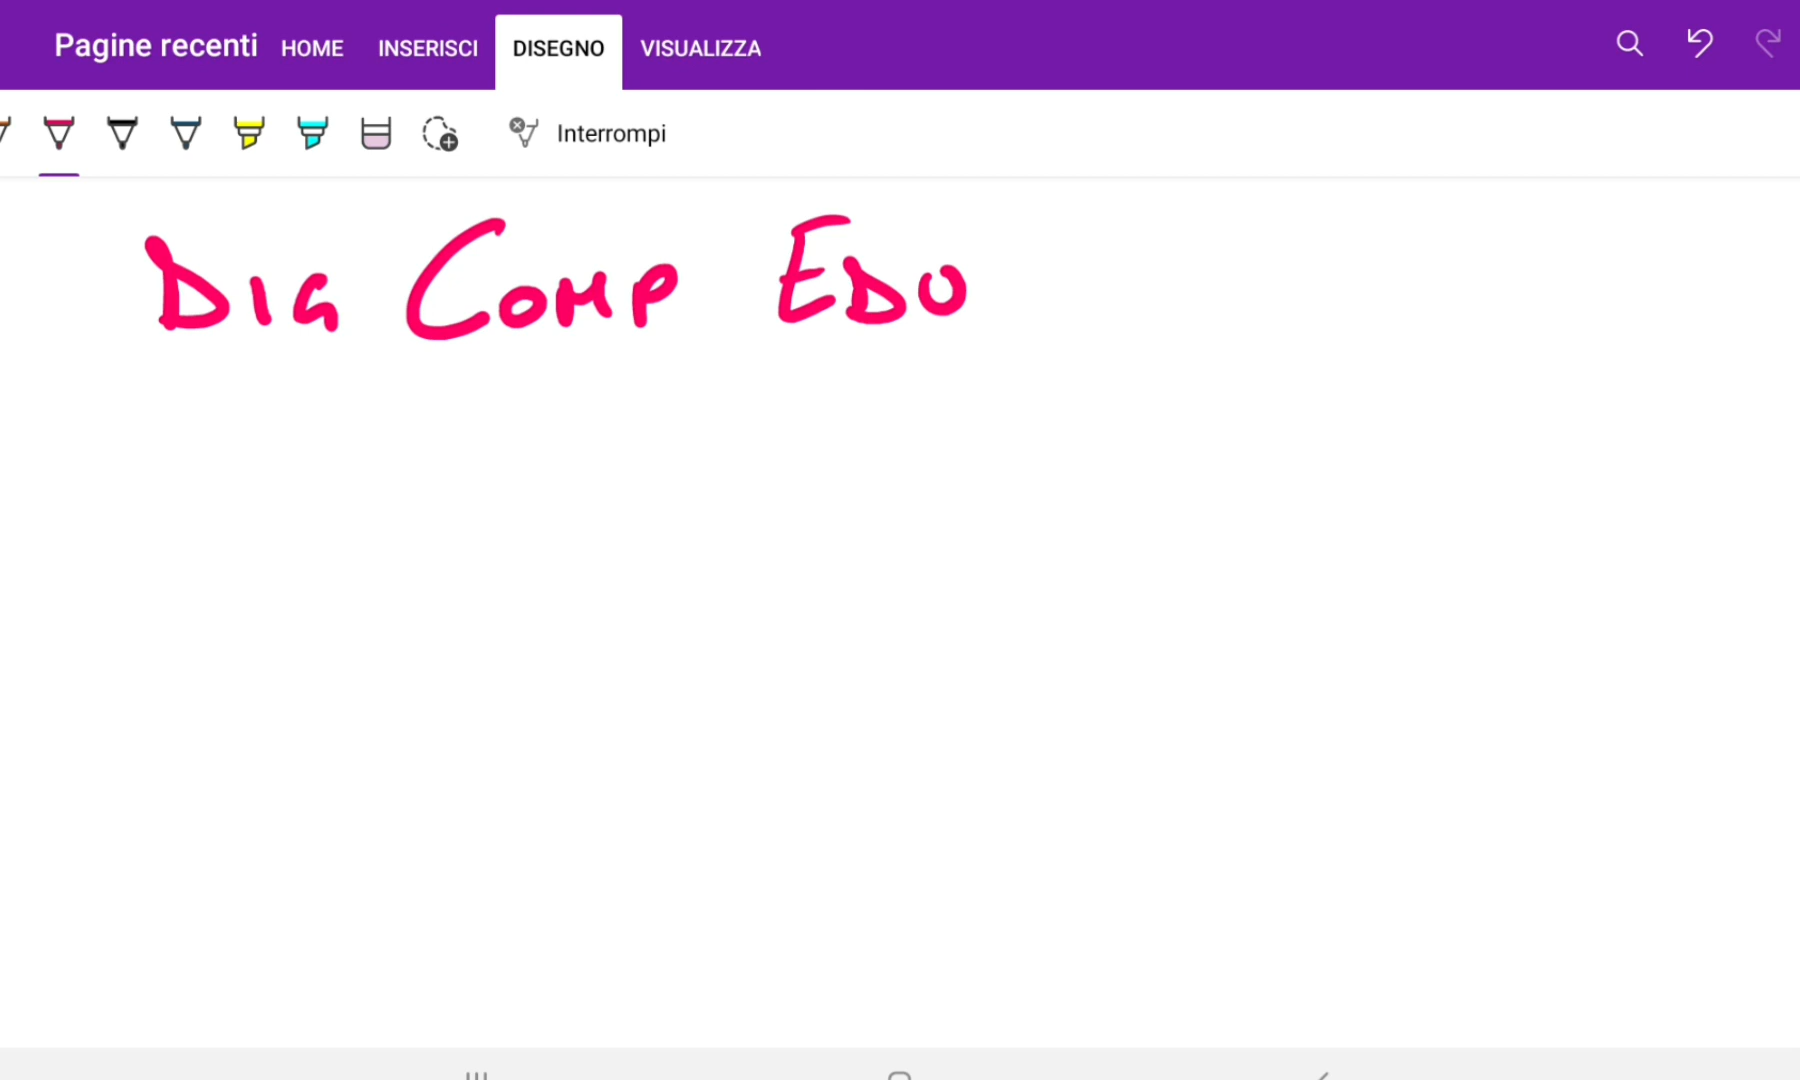 Pagine recenti HOME INSERISCI DISEGNO VISUALIZZA
Interrompi
DIG COMP EDU